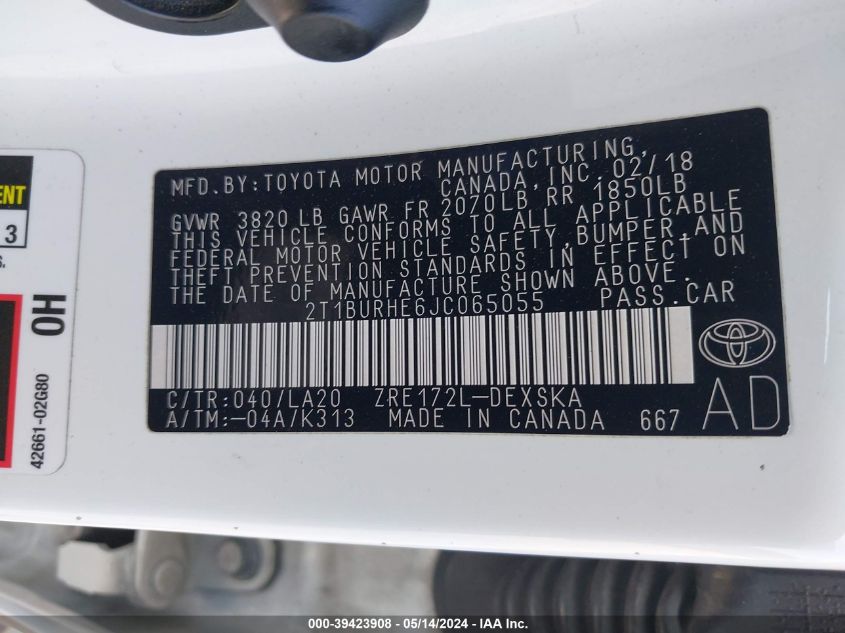 MFD.BY:TOYOTA MOTOR MANUFACTURING,
CANADA, INC. 02/18
GVWR 3820 LB GAWR FR 2070LB, RR 1850LB
THIS VEHICLE CONFORMS TO ALL APPLICABLE
FEDERAL MOTOR VEHICLE SAFETY, BUMPER, AND
THEFT PREVENTION STANDARDS IN EFFECT ON
THE DATE OF MANUFACTURE SHOWN ABOVE.
2T1BURHE6JC065055 PASS.CAR
C/TR:040/LA20 ZRE172L-DEXSKA
A/TM:-04A/K313 MADE IN CANADA 667
AD
ENT
3
S.
OH
42661-02G80
000-39423908 - 05/14/2024 - © IAA Inc.